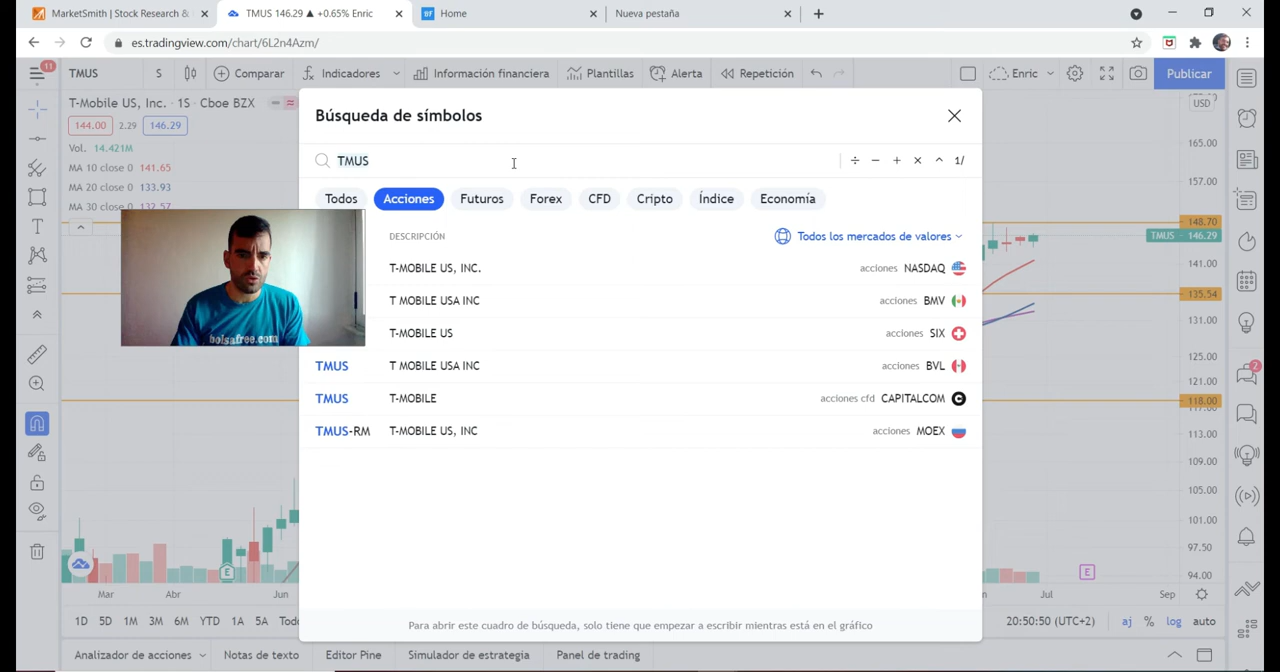 MarketSmith | Stock Research &
TMUS 146.29 ▲ +0.65% Enric
Home
Nueva pestaña
es.tradingview.com/chart/6L2n4Azm/
11
TMUS
S
Comparar
Indicadores
Información financiera
Plantillas
Alerta
Repetición
Enric
Publicar
T-Mobile US, Inc. · 1S · Cboe BZX
144.00 2.29 146.29
Vol. 14.421M
MA 10 close 0 141.65
MA 20 close 0 133.93
MA 30 close 0 132.57
Búsqueda de símbolos
TMUS
÷ − + × ^ 1/
Todos
Acciones
Futuros
Forex
CFD
Cripto
Índice
Economía
DESCRIPCIÓN
Todos los mercados de valores
T-MOBILE US, INC. acciones NASDAQ
T MOBILE USA INC acciones BMV
T-MOBILE US acciones SIX
TMUS T MOBILE USA INC acciones BVL
TMUS T-MOBILE acciones cfd CAPITALCOM
TMUS-RM T-MOBILE US, INC acciones MOEX
Para abrir este cuadro de búsqueda, solo tiene que empezar a escribir mientras está en el gráfico
bolsafree.com
USD
165.00
157.00
148.70
TMUS 146.29
141.00
135.54
131.00
125.00
121.00
118.00
113.00
109.00
105.00
101.00
97.50
94.00
2
E
E
Mar
Abr
Jun
Jul
Sep
1D 5D 1M 3M 6M YTD 1A 5A
20:50:50 (UTC+2)
aj % log auto
Analizador de acciones
Notas de texto
Editor Pine
Simulador de estrategia
Panel de trading